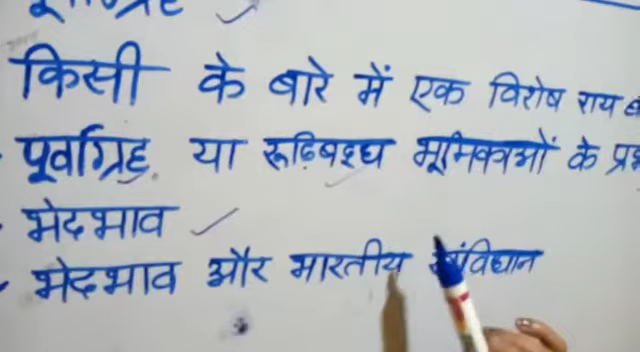 किसी के बारे में एक विशेष राय
पूर्वाग्रह या रूढ़िबद्ध भूमिकाओं के
भेदभाव
भेदभाव और भारतीय संविधान